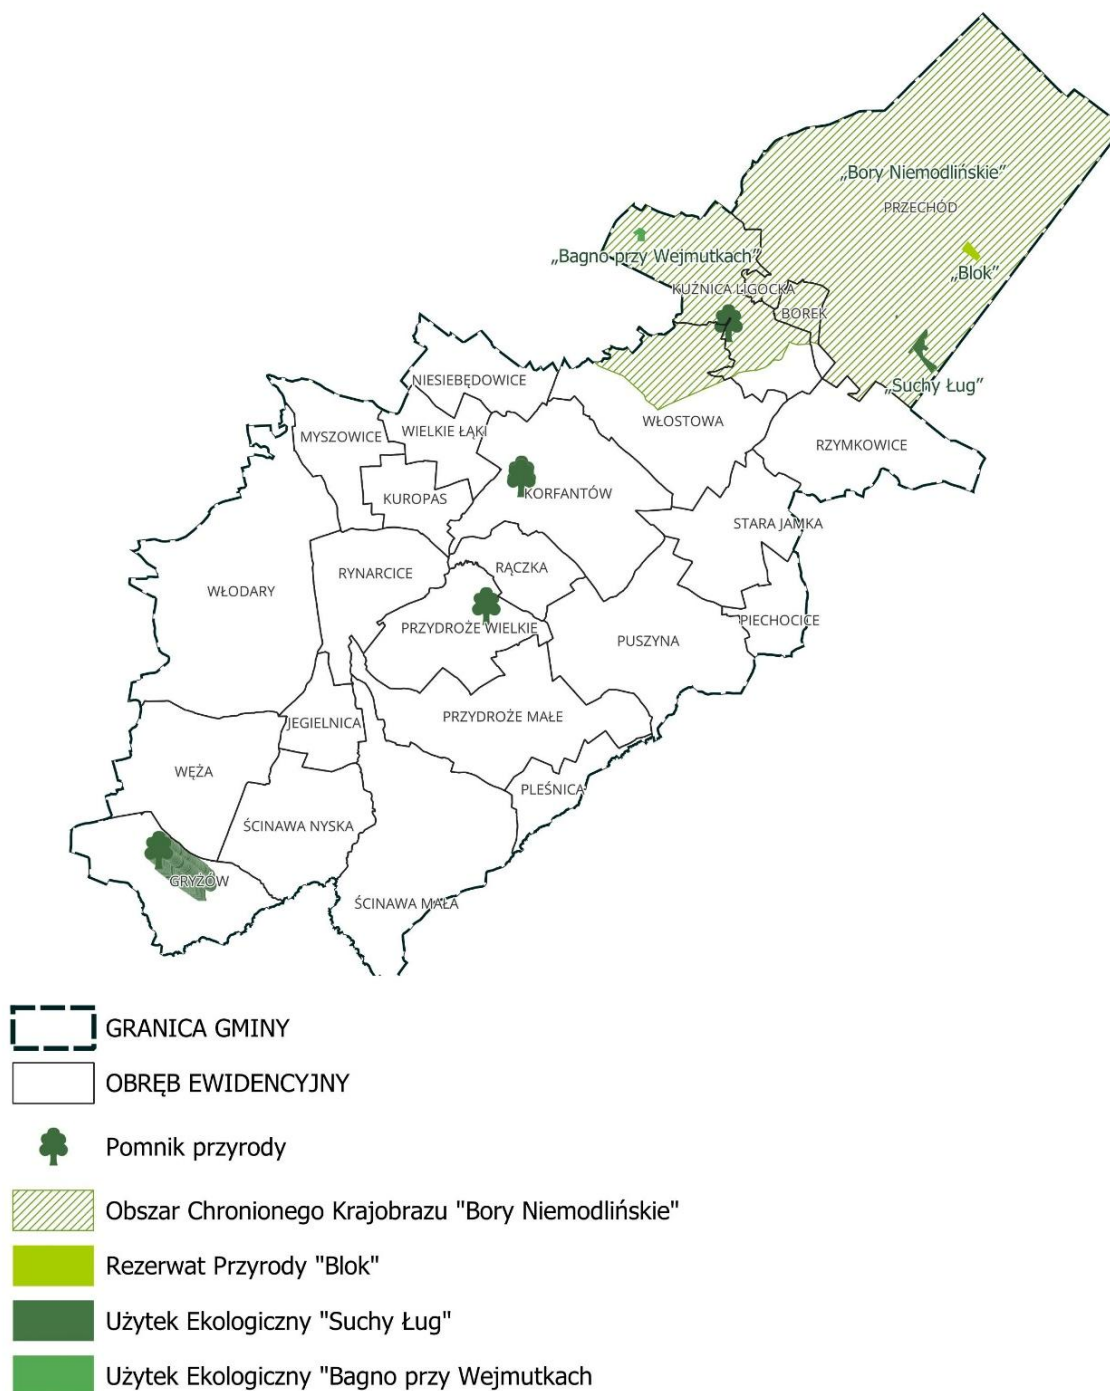 „Bory Niemodlińskie”
PRZECHÓD
„Bagno przy Wejmutkach”
„Blok”
KUŹNICA LIGOCKA
BOREK
NIESIEBĘDOWICE
„Suchy Ług”
WŁOSTOWA
WIELKIE ŁĄKI
MYSZOWICE
RZYMKOWICE
KUROPAS
KORFANTÓW
STARA JAMKA
RĄCZKA
RYNARCICE
WŁODARY
PIECHOCICE
PRZYDROŻE WIELKIE
PUSZYNA
PRZYDROŻE MAŁE
JEGIELNICA
WĘŻA
PLEŚNICA
ŚCINAWA NYSKA
GRYŻÓW
ŚCINAWA MAŁA
GRANICA GMINY
OBRĘB EWIDENCYJNY
Pomnik przyrody
Obszar Chronionego Krajobrazu "Bory Niemodlińskie"
Rezerwat Przyrody "Blok"
Użytek Ekologiczny "Suchy Ług"
Użytek Ekologiczny "Bagno przy Wejmutkach